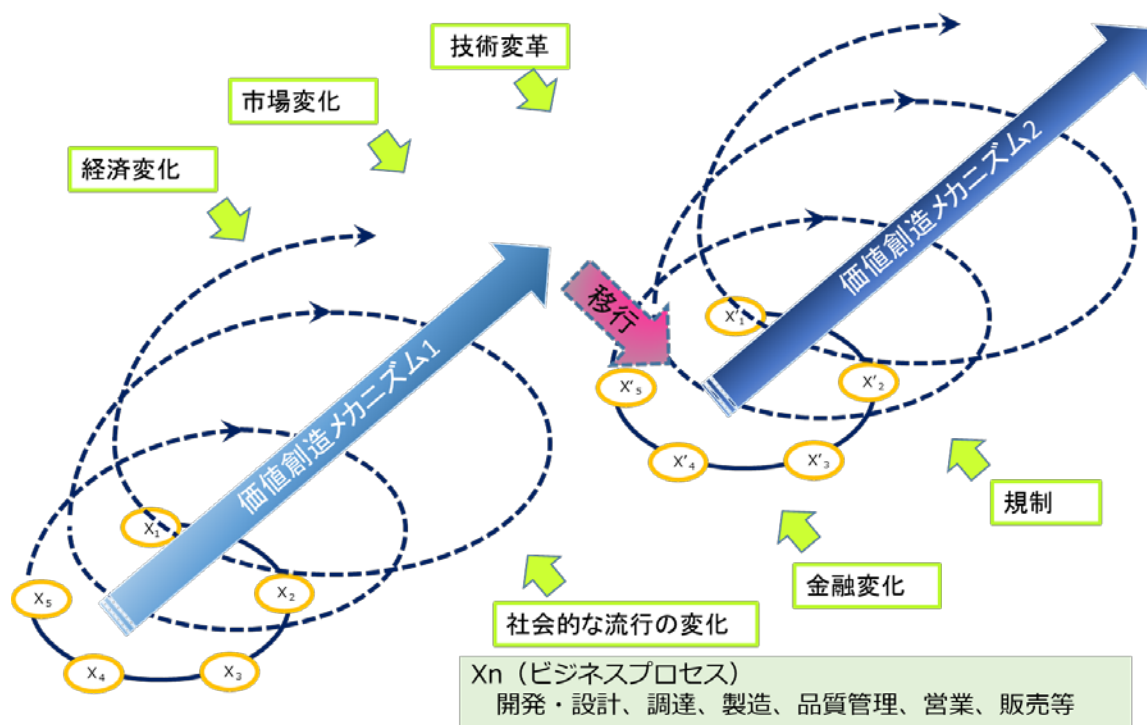 技術変革
市場変化
経済変化
価値創造メカニズム1
移行
価値創造メカニズム2
X1
X2
X3
X4
X5
X'1
X'2
X'3
X'4
X'5
規制
金融変化
社会的な流行の変化
Xn（ビジネスプロセス）
開発・設計、調達、製造、品質管理、営業、販売等